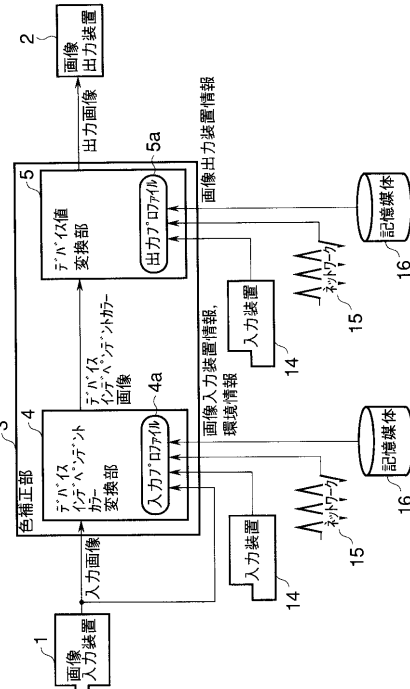 1
画像
入力装置
入力画像
3
色補正部
4
ﾃﾞﾊﾞｲｽ
ｲﾝﾃﾞﾍﾟﾝﾃﾞﾝﾄ
ｶﾗｰ
変換部
入力ﾌﾟﾛﾌｧｲﾙ
4a
ﾃﾞﾊﾞｲｽ
ｲﾝﾃﾞﾍﾟﾝﾃﾞﾝﾄｶﾗｰ
画像
5
ﾃﾞﾊﾞｲｽ値
変換部
出力ﾌﾟﾛﾌｧｲﾙ
5a
出力画像
2
画像
出力装置
画像入力装置情報,
環境情報
画像出力装置情報
入力装置
14
ﾈｯﾄﾜｰｸ
15
記憶媒体
16
入力装置
14
ﾈｯﾄﾜｰｸ
15
記憶媒体
16